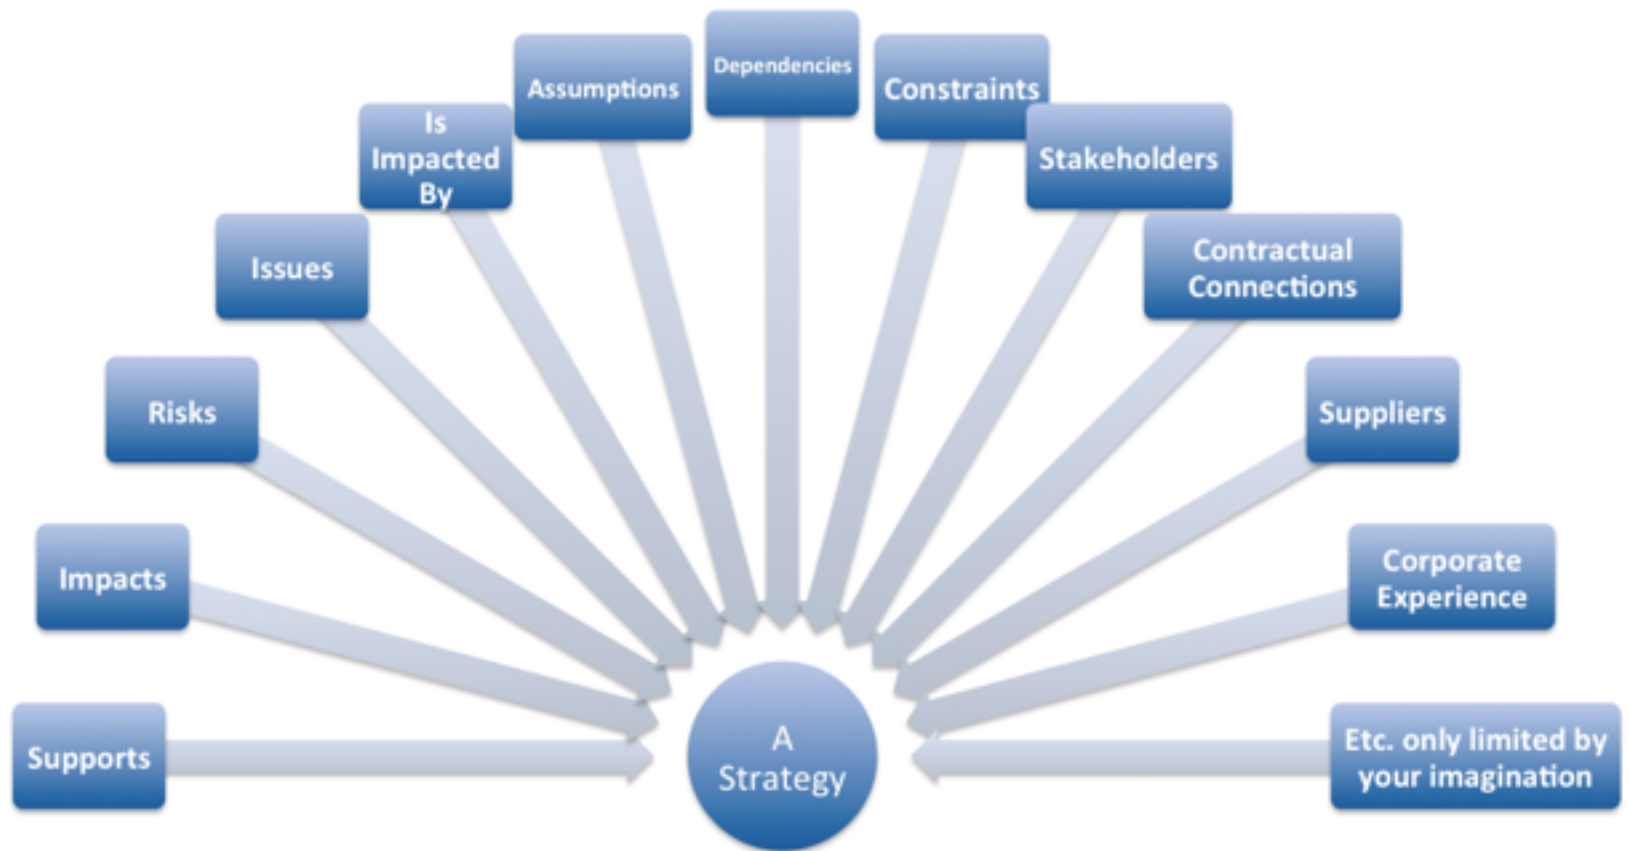 Supports
Impacts
Risks
Issues
Is
Impacted
By
Assumptions
Dependencies
Constraints
Stakeholders
Contractual
Connections
Suppliers
Corporate
Experience
Etc. only limited by
your imagination
A
Strategy